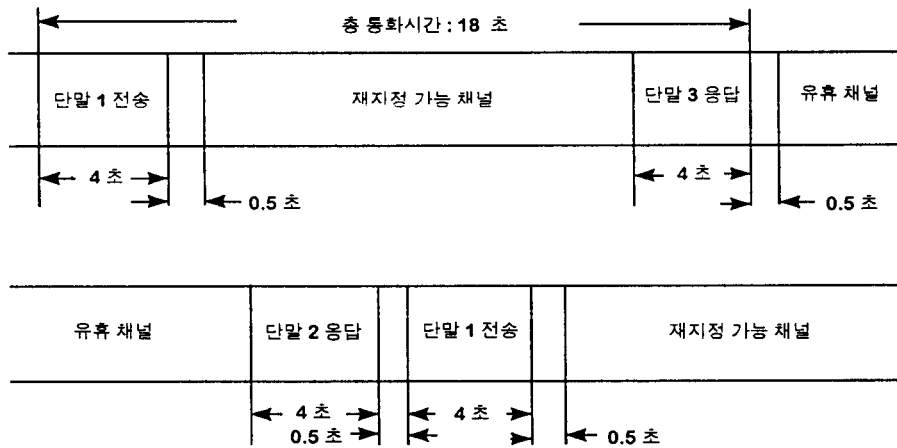 총 통화시간 : 18 초
단말 1 전송
재지정 가능 채널
단말 3 응답
유휴 채널
4 초
0.5 초
4 초
0.5 초
유휴 채널
단말 2 응답
단말 1 전송
재지정 가능 채널
4 초
4 초
0.5 초
0.5 초